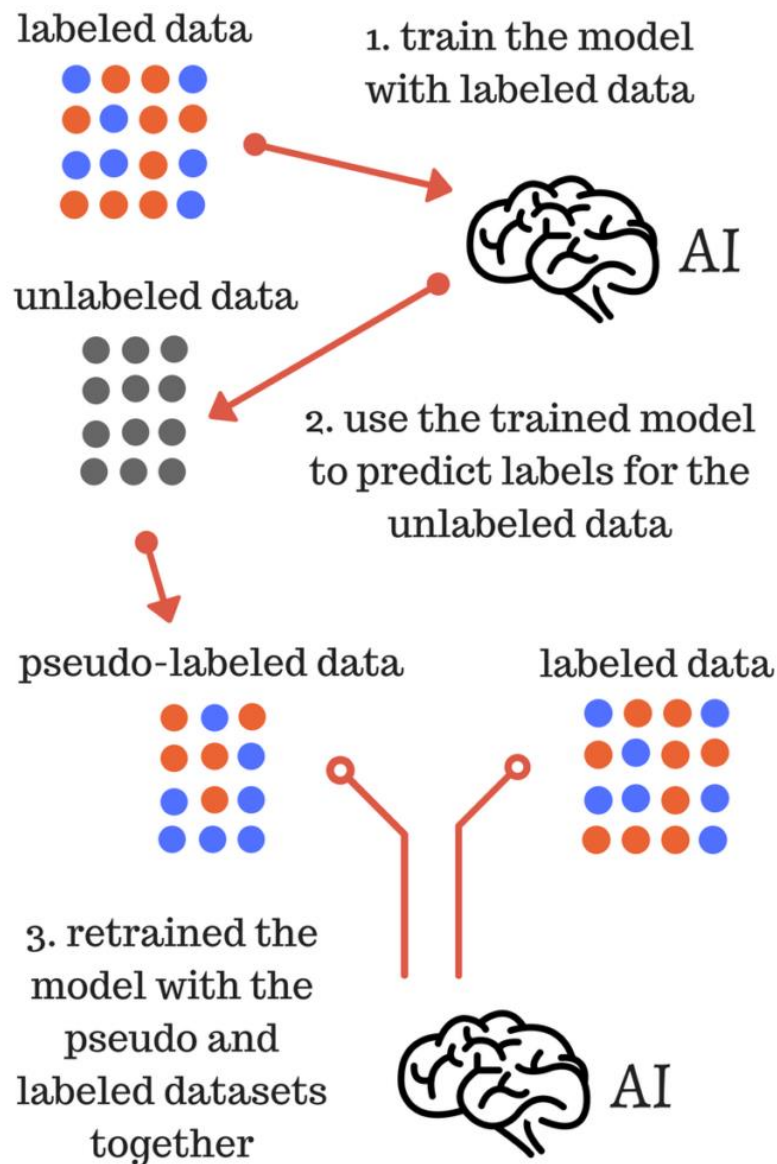 labeled data
1. train the model
with labeled data
AI
unlabeled data
2. use the trained model
to predict labels for the
unlabeled data
pseudo-labeled data
labeled data
3. retrained the
model with the
pseudo and
labeled datasets
together
AI